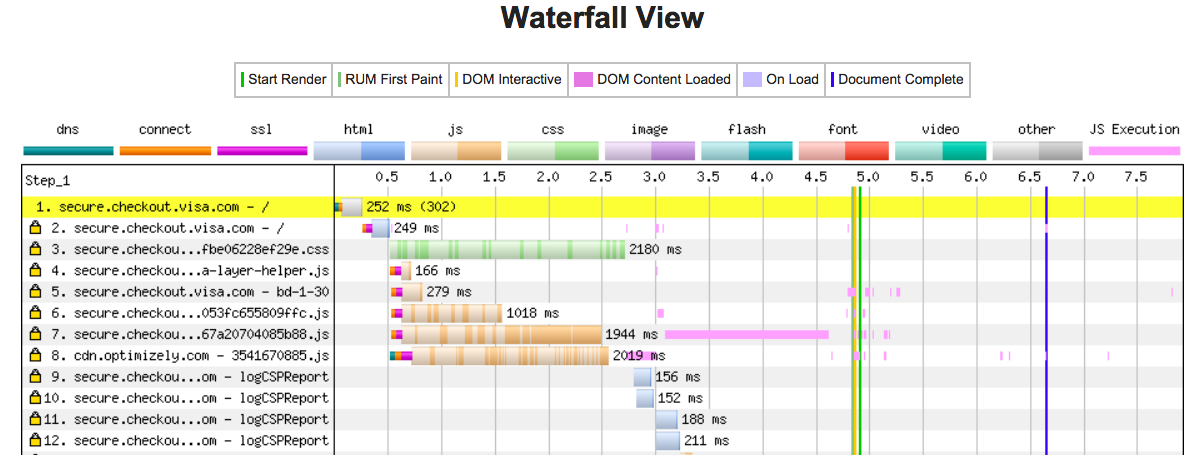 Waterfall View
Start Render RUM First Paint DOM Interactive DOM Content Loaded On Load Document Complete
dns connect ssl html js css image flash font video other JS Execution
Step_1 0.5 1.0 1.5 2.0 2.5 3.0 3.5 4.0 4.5 5.0 5.5 6.0 6.5 7.0 7.5
1. secure.checkout.visa.com - / 252 ms (302)
2. secure.checkout.visa.com - / 249 ms
3. secure.checkou...fbe06228ef29e.css 2180 ms
4. secure.checkou...a-layer-helper.js 166 ms
5. secure.checkout.visa.com - bd-1-30 279 ms
6. secure.checkou...053fc655809ffc.js 1018 ms
7. secure.checkou...67a20704085b88.js 1944 ms
8. cdn.optimizely.com - 3541670885.js 2019 ms
9. secure.checkou...om - logCSPReport 156 ms
10. secure.checkou...om - logCSPReport 152 ms
11. secure.checkou...om - logCSPReport 188 ms
12. secure.checkou...om - logCSPReport 211 ms